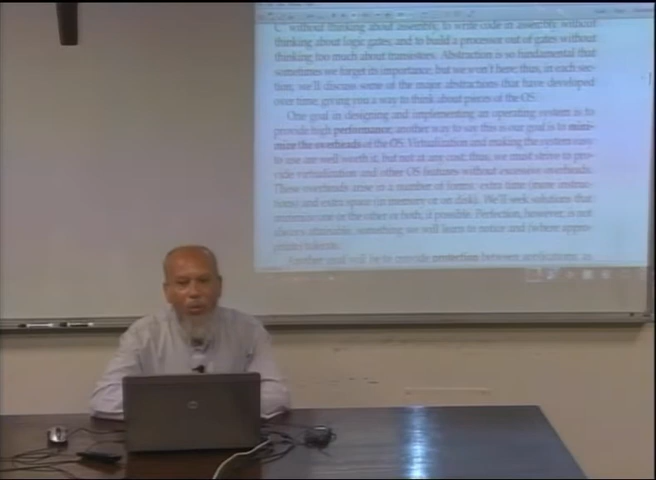 C without thinking about assembly; to write code in assembly without
thinking about logic gates; and to build a processor out of gates without
thinking too much about transistors. Abstraction is so fundamental that
sometimes we forget its importance, but we won't here; thus, in each sec-
tion, we'll discuss some of the major abstractions that have developed
over time, giving you a way to think about pieces of the OS.
One goal in designing and implementing an operating system is to
provide high performance; another way to say this is our goal is to mini-
mize the overheads of the OS. Virtualization and making the system easy
to use are well worth it, but not at any cost; thus, we must strive to pro-
vide virtualization and other OS features without excessive overheads.
These overheads arise in a number of forms: extra time (more instruc-
tions) and extra space (in memory or on disk). We'll seek solutions that
minimize one or the other or both, if possible. Perfection, however, is not
always attainable, something we will learn to notice and (where appro-
priate) tolerate.
Another goal will be to provide protection between applications, as
hp